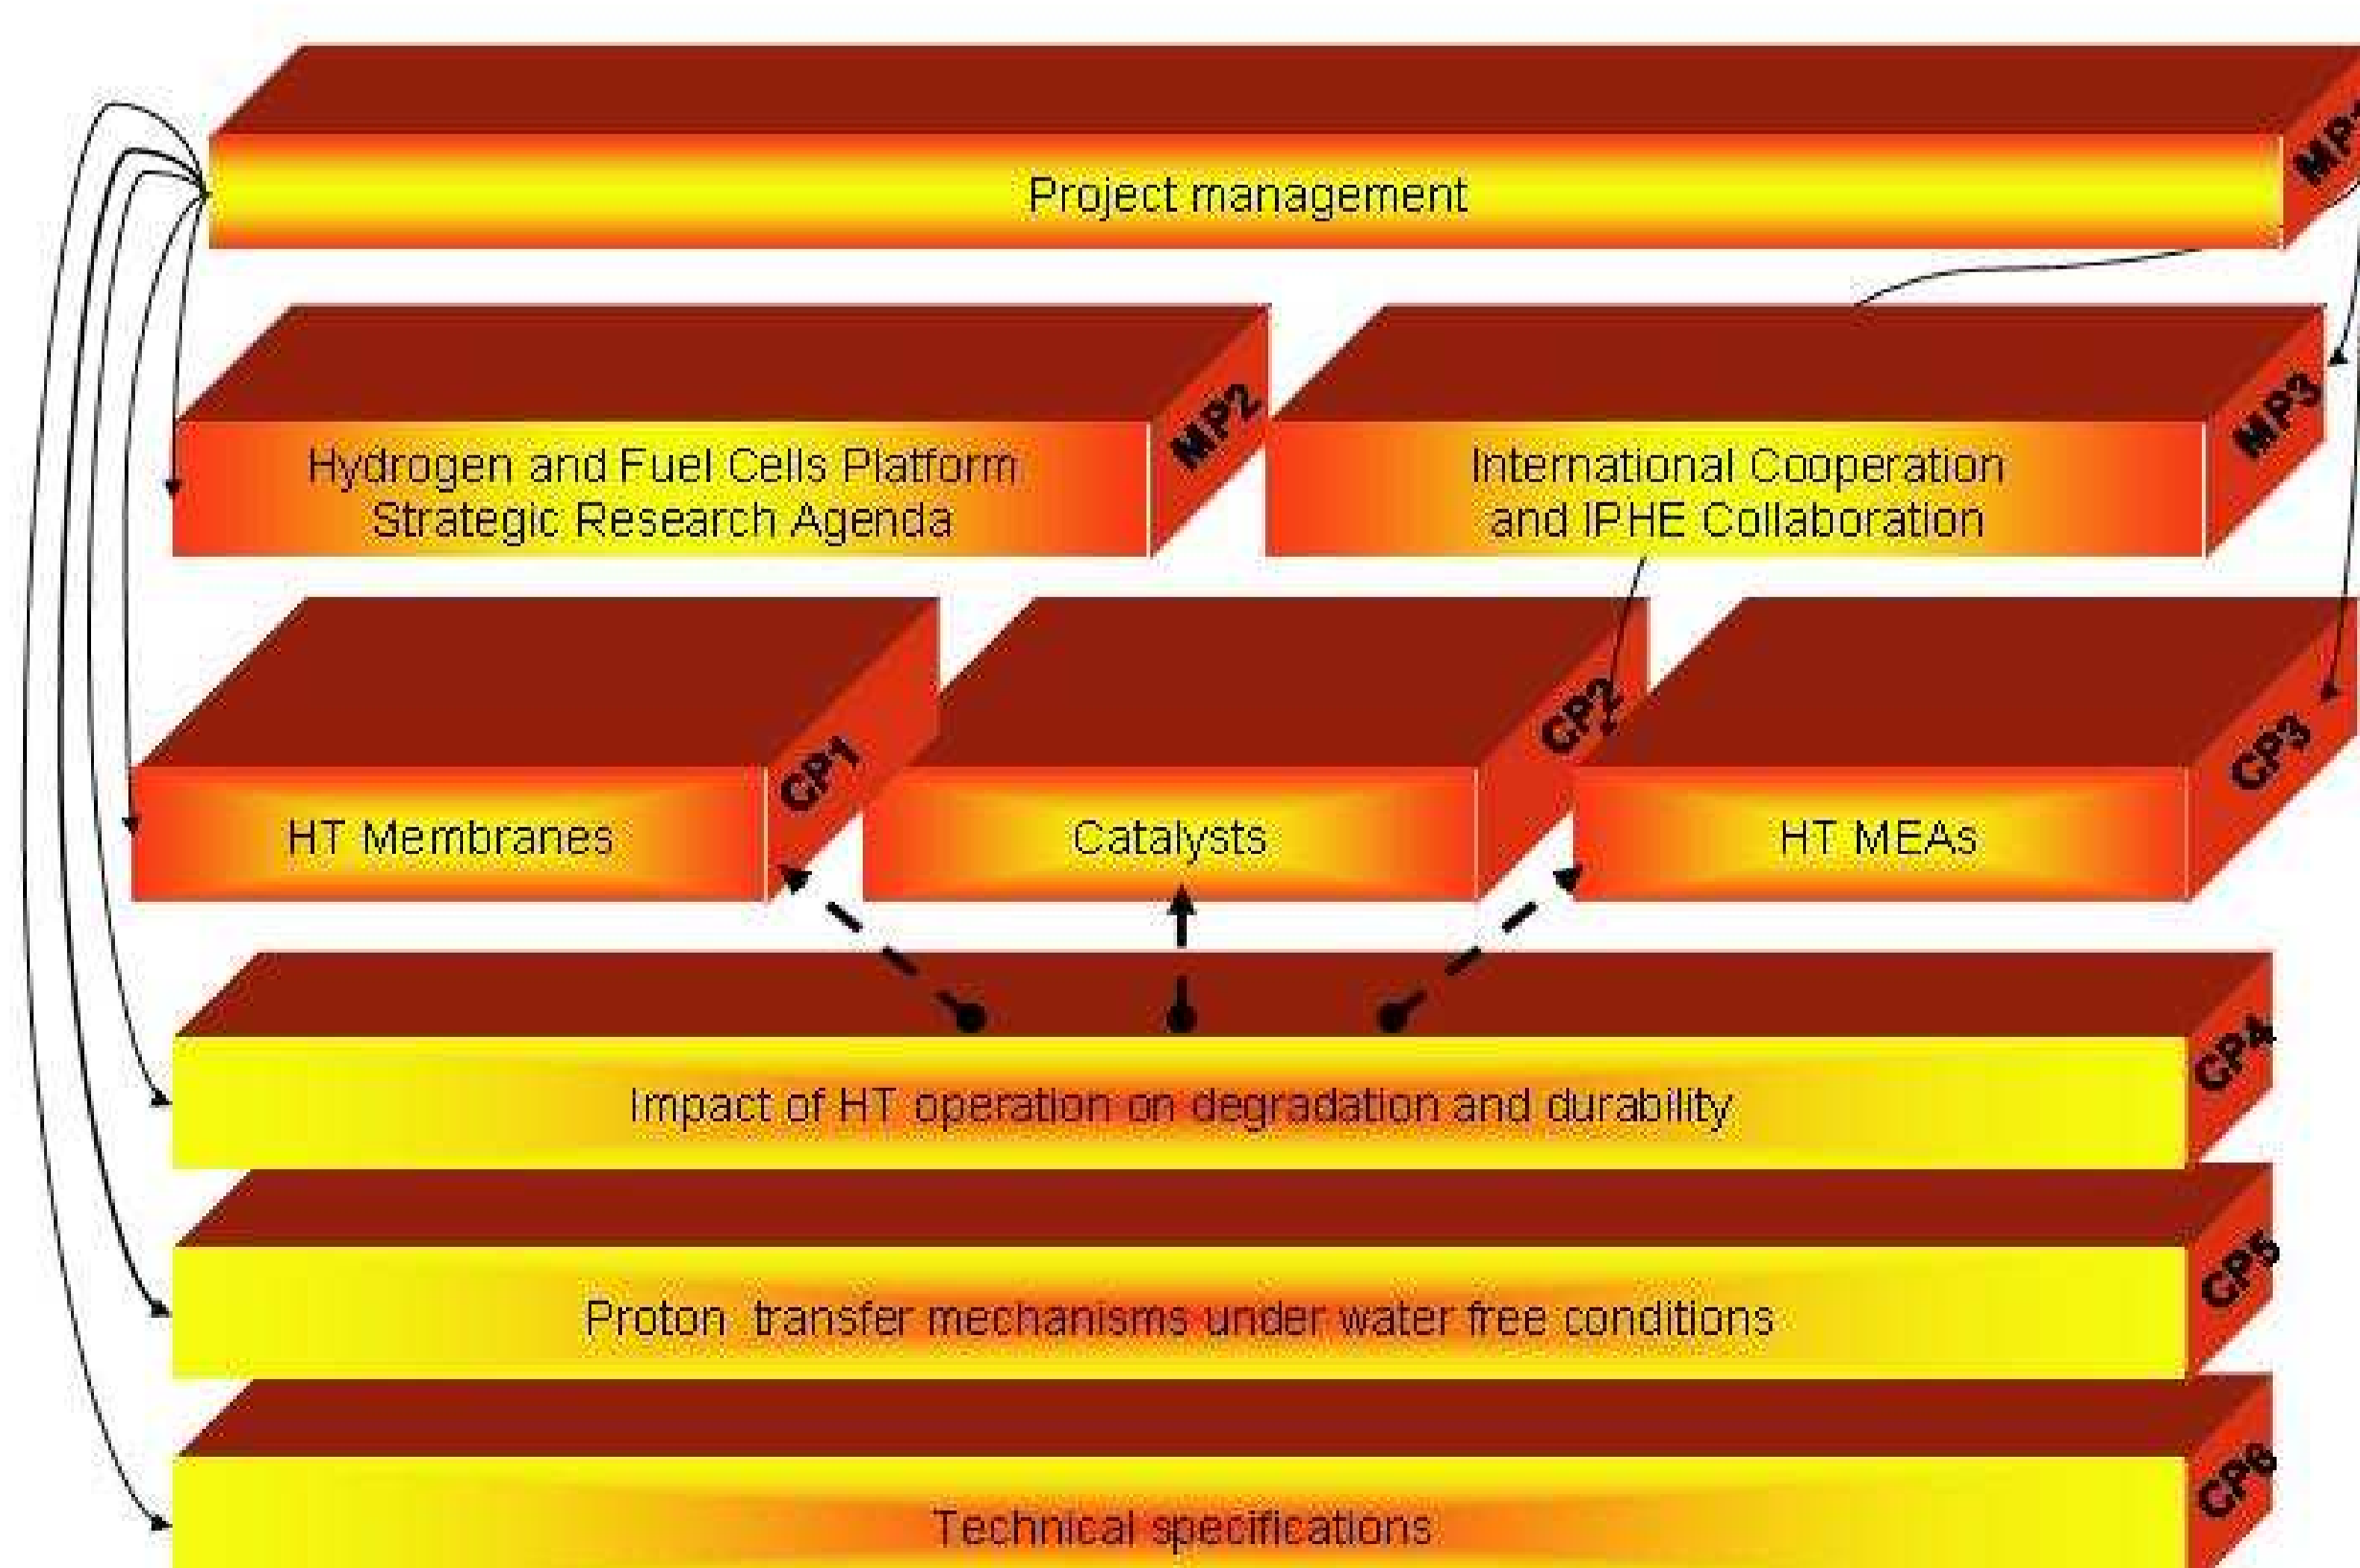 Project management
Hydrogen and Fuel Cells Platform
Strategic Research Agenda
MP2
International Cooperation
and IPHE Collaboration
MP3
HT Membranes
CP1
Catalysts
CP2
HT MEAs
CP3
Impact of HT operation on degradation and durability
CP4
Proton transfer mechanisms under water free conditions
CP5
Technical specifications
CP6